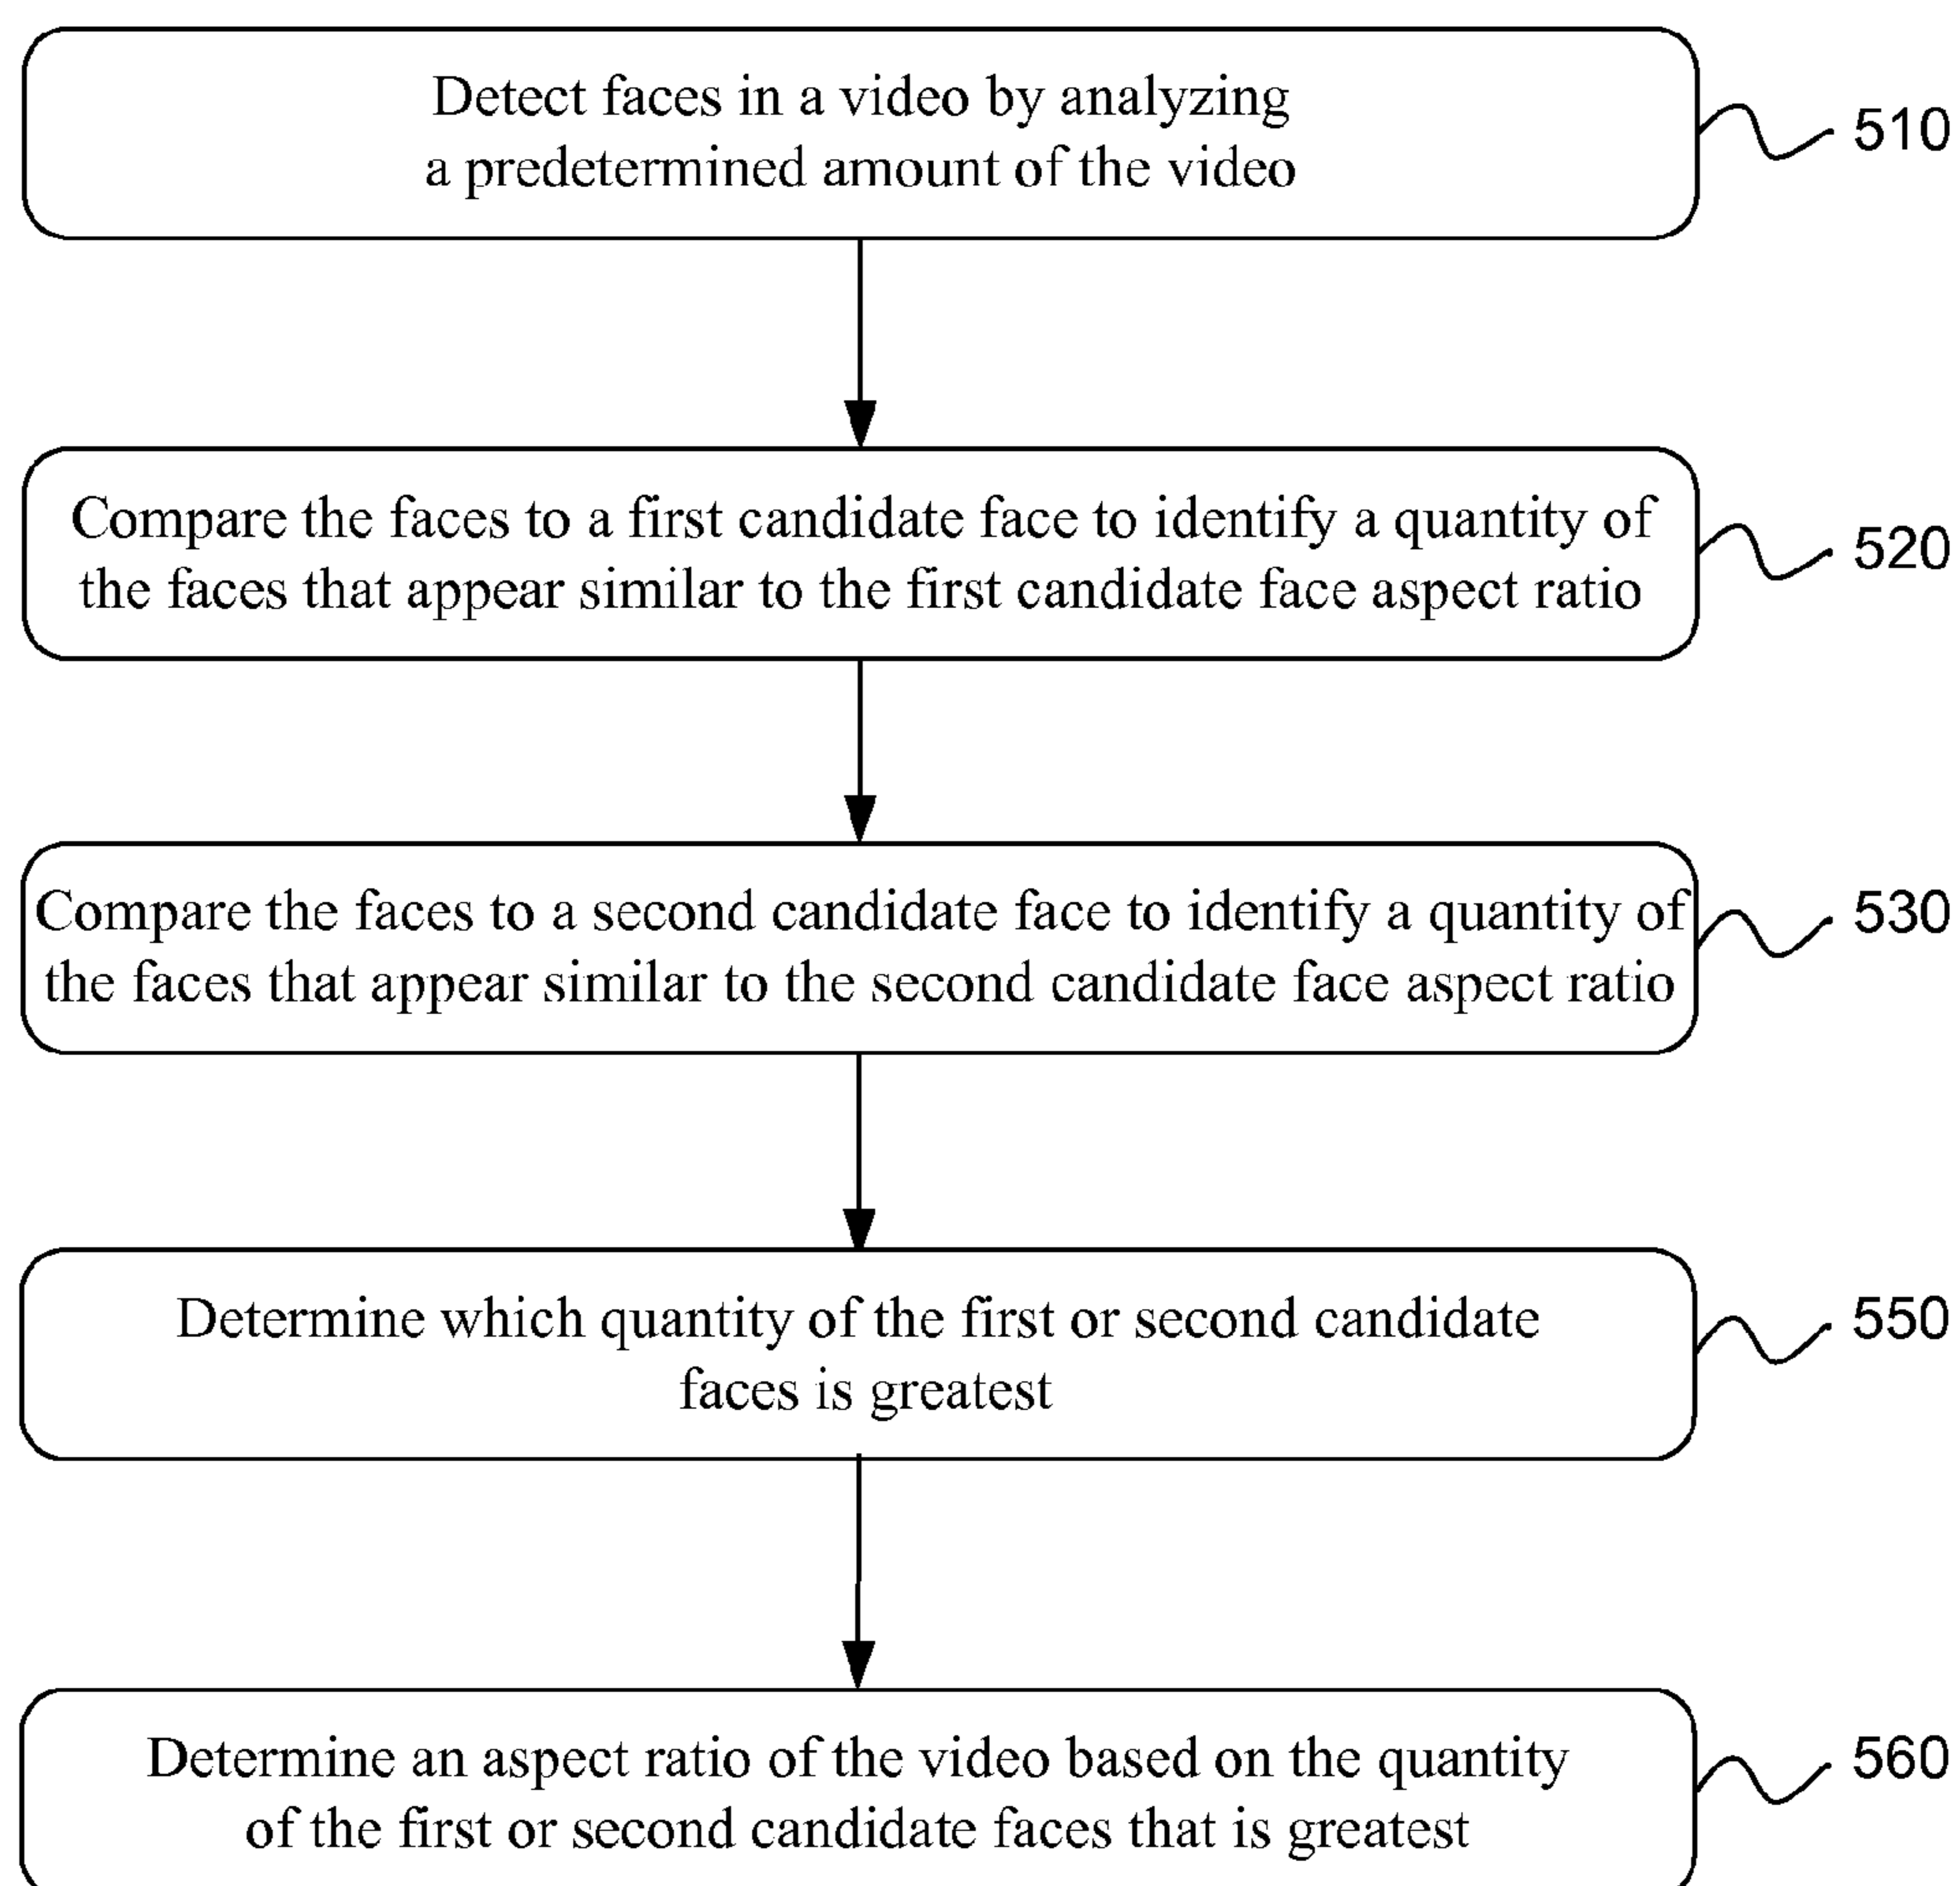 Detect faces in a video by analyzing
a predetermined amount of the video
510
Compare the faces to a first candidate face to identify a quantity of
the faces that appear similar to the first candidate face aspect ratio
520
Compare the faces to a second candidate face to identify a quantity of
the faces that appear similar to the second candidate face aspect ratio
530
Determine which quantity of the first or second candidate
faces is greatest
550
Determine an aspect ratio of the video based on the quantity
of the first or second candidate faces that is greatest
560